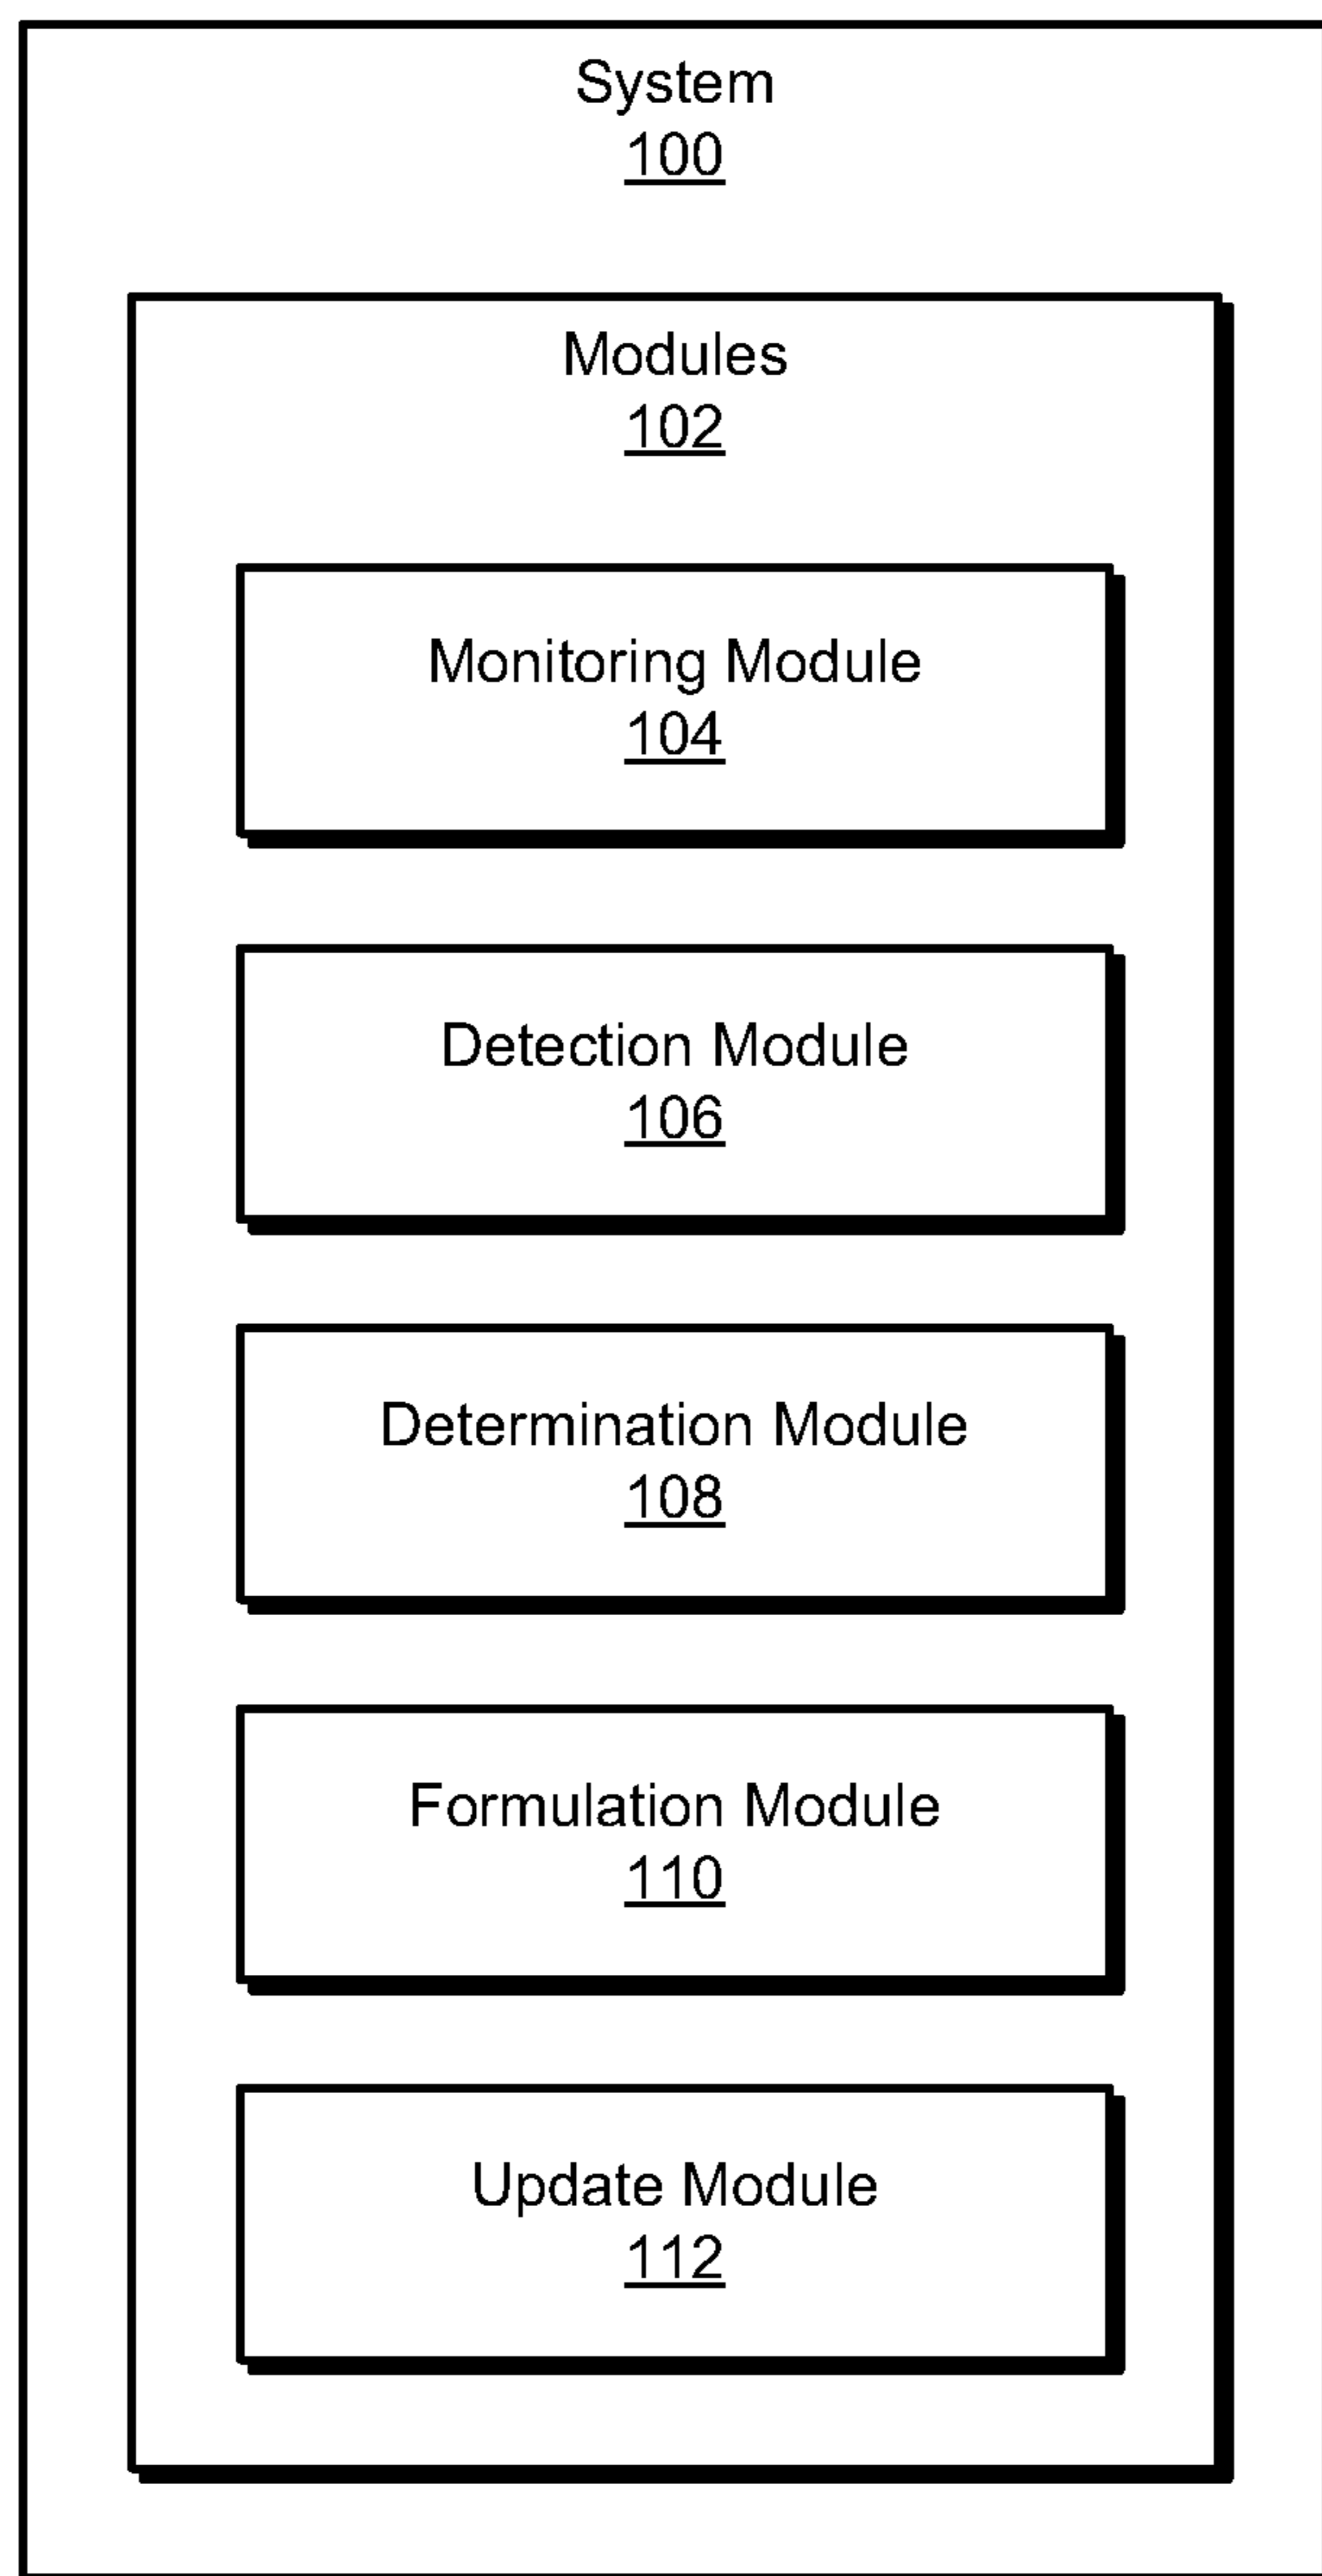 System
100
Modules
102
Monitoring Module
104
Detection Module
106
Determination Module
108
Formulation Module
110
Update Module
112